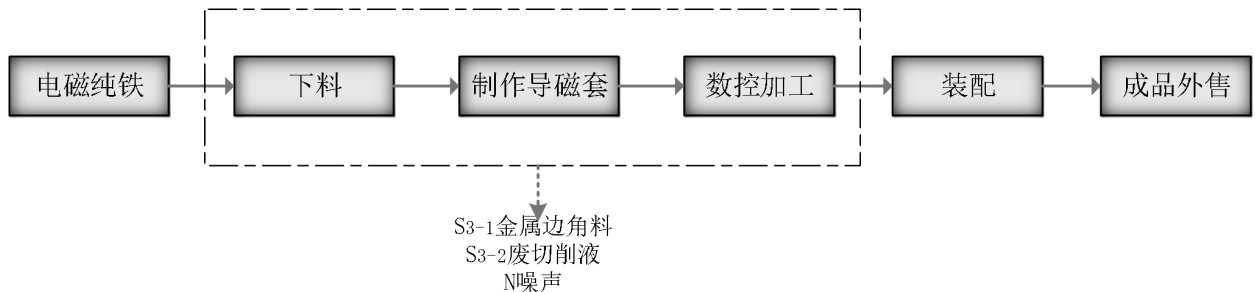 电磁纯铁
下料
制作导磁套
数控加工
装配
成品外售
S3-1金属边角料
S3-2废切削液
N噪声